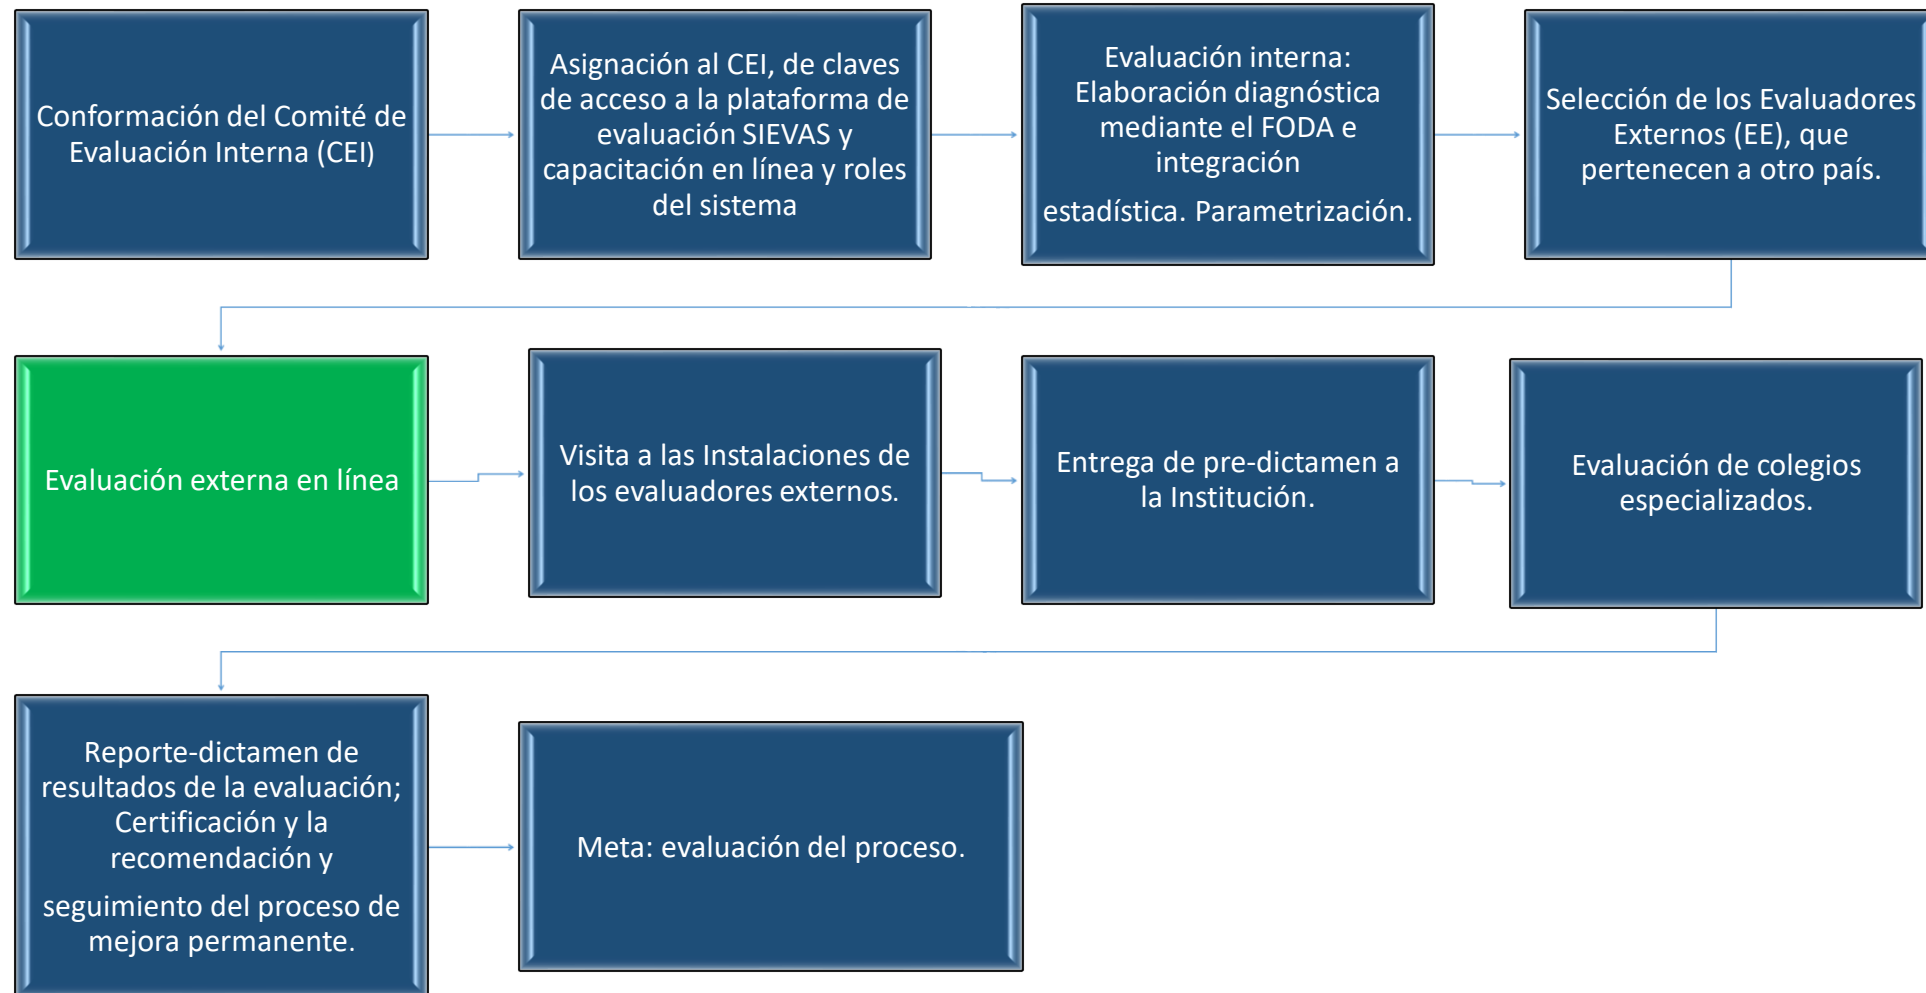 Conformación del Comité de
Evaluación Interna (CEI)
Asignación al CEI, de claves
de acceso a la plataforma de
evaluación SIEVAS y
capacitación en línea y roles
del sistema
Evaluación interna:
Elaboración diagnóstica
mediante el FODA e
integración
estadística. Parametrización.
Selección de los Evaluadores
Externos (EE), que
pertenecen a otro país.
Evaluación externa en línea
Visita a las Instalaciones de
los evaluadores externos.
Entrega de pre-dictamen a
la Institución.
Evaluación de colegios
especializados.
Reporte-dictamen de
resultados de la evaluación;
Certificación y la
recomendación y
seguimiento del proceso de
mejora permanente.
Meta: evaluación del proceso.